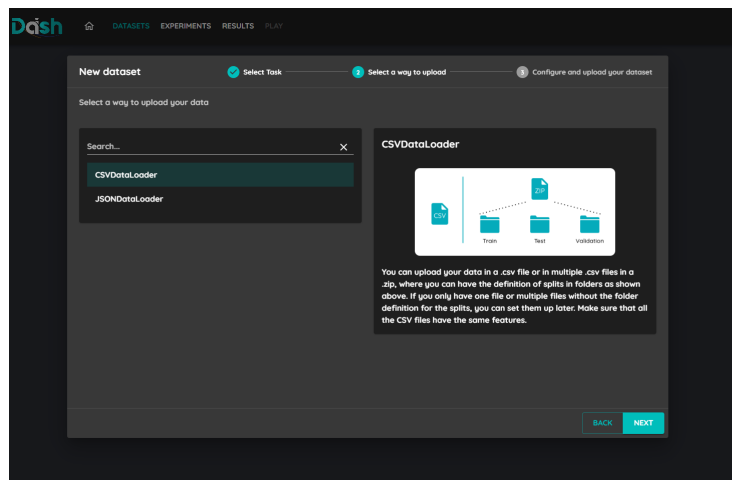 Dash
DATASETS EXPERIMENTS RESULTS PLAY
New dataset
Select Task
2 Select a way to upload
3 Configure and upload your dataset
Select a way to upload your data
Search...
CSVDataLoader
JSONDataLoader
CSVDataLoader
CSV
ZIP
Train Test Validation
You can upload your data in a .csv file or in multiple .csv files in a
.zip, where you can have the definition of splits in folders as shown
above. If you only have one file or multiple files without the folder
definition for the splits, you can set them up later. Make sure that all
the CSV files have the same features.
BACK NEXT